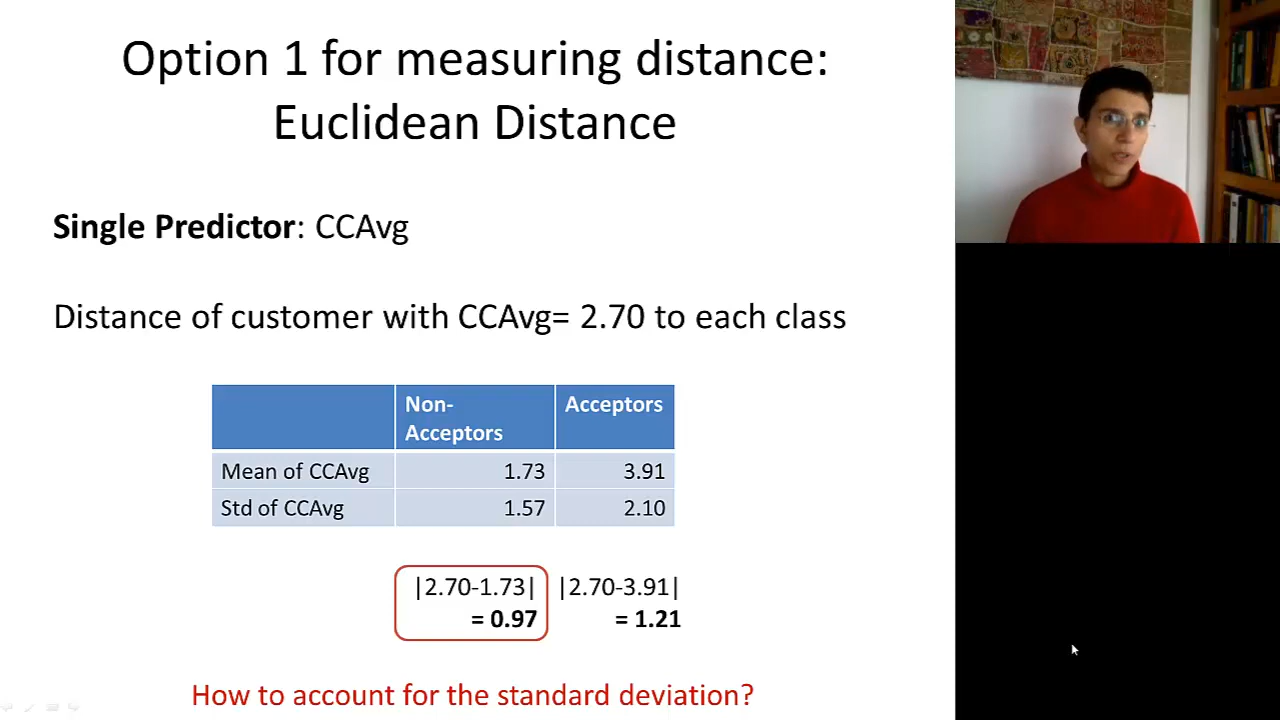 Option 1 for measuring distance:
Euclidean Distance
Single Predictor: CCAvg
Distance of customer with CCAvg= 2.70 to each class
Non-
Acceptors
Acceptors
Mean of CCAvg 1.73 3.91
Std of CCAvg 1.57 2.10
|2.70-1.73| |2.70-3.91|
= 0.97 = 1.21
How to account for the standard deviation?